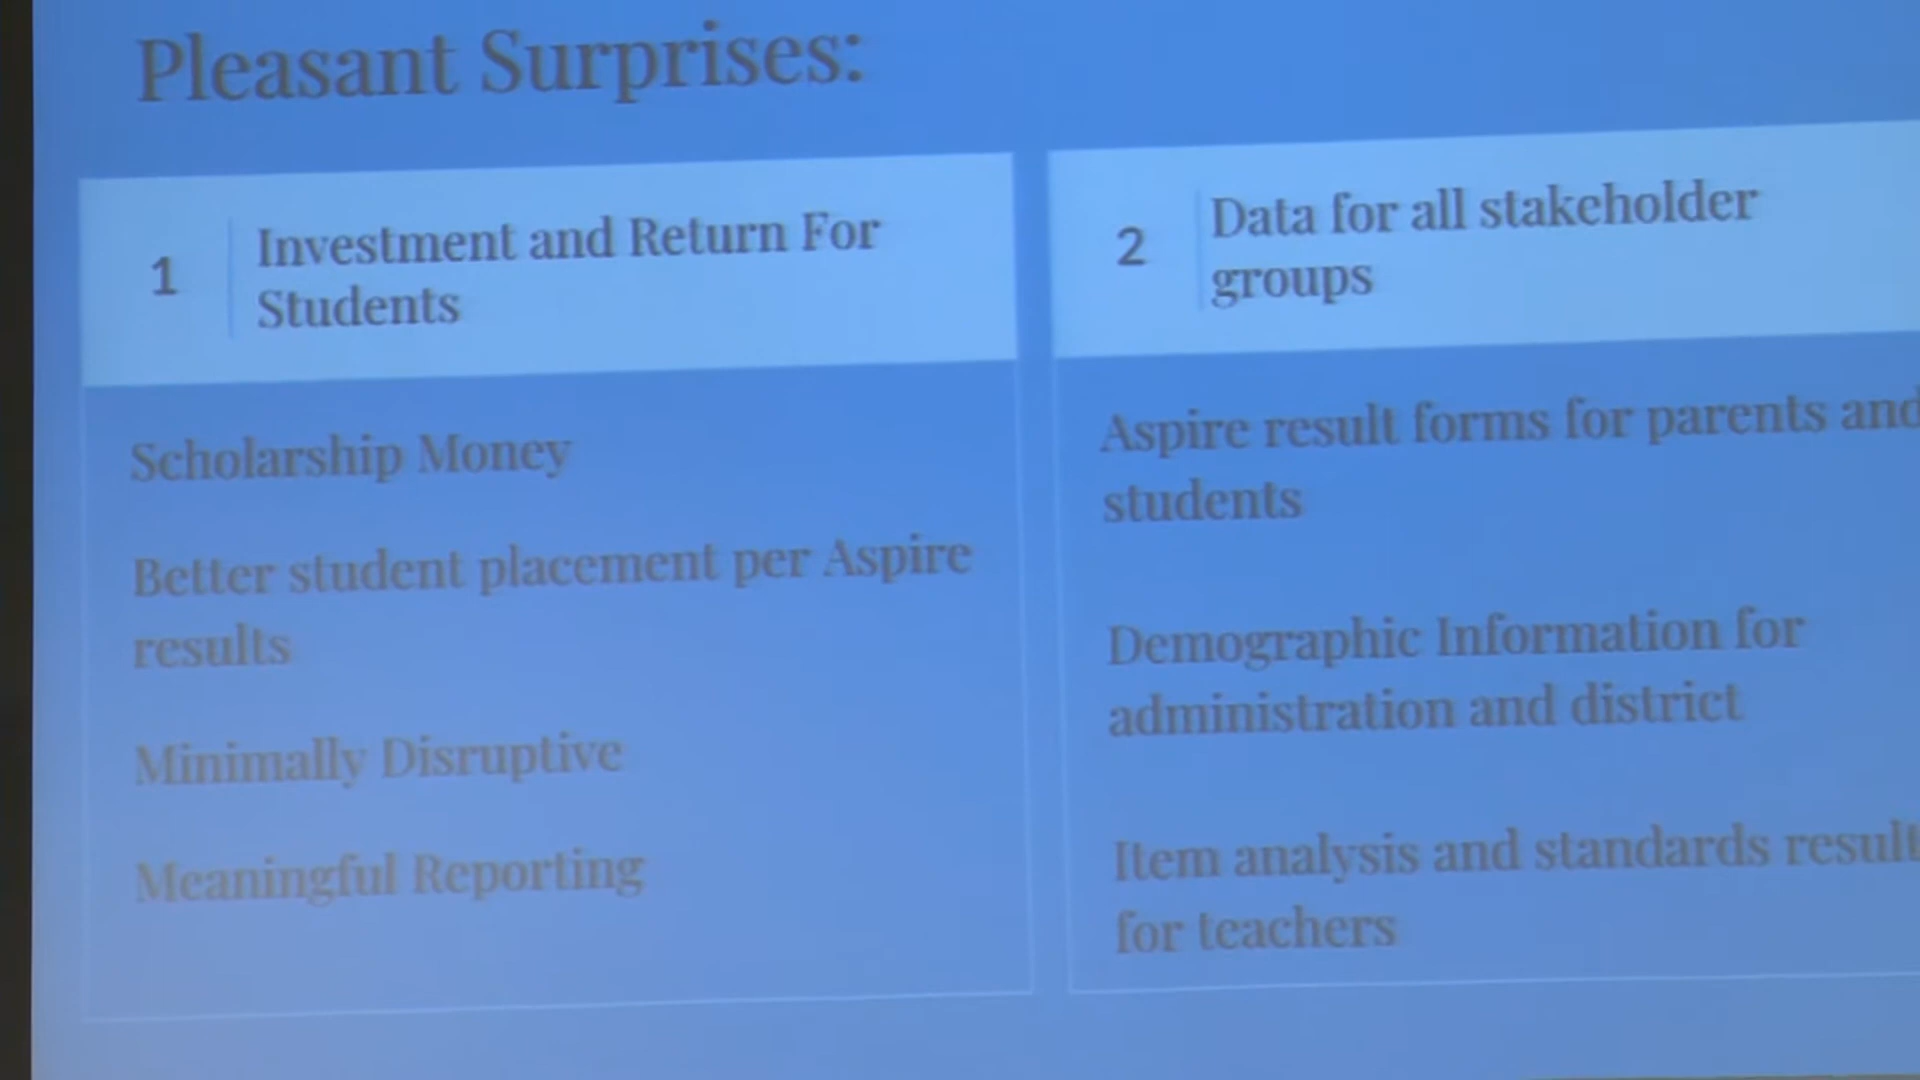 Pleasant Surprises:
1
Investment and Return For
Students
Scholarship Money
Better student placement per Aspire
results
Minimally Disruptive
Meaningful Reporting
2
Data for all stakeholder
groups
Aspire result forms for parents and
students
Demographic Information for
administration and district
Item analysis and standards result
for teachers